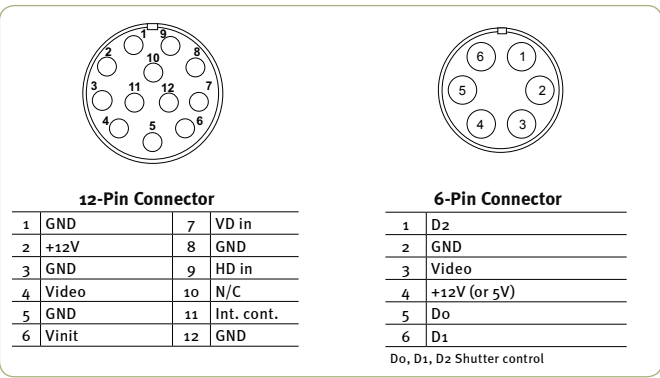 1 9
2 10 8
3 11 12 7
4 5 6
6 1
5 2
4 3
12-Pin Connector
1 GND 7 VD in
2 +12V 8 GND
3 GND 9 HD in
4 Video 10 N/C
5 GND 11 Int. cont.
6 Vinit 12 GND
6-Pin Connector
1 D2
2 GND
3 Video
4 +12V (or 5V)
5 D0
6 D1
D0, D1, D2 Shutter control